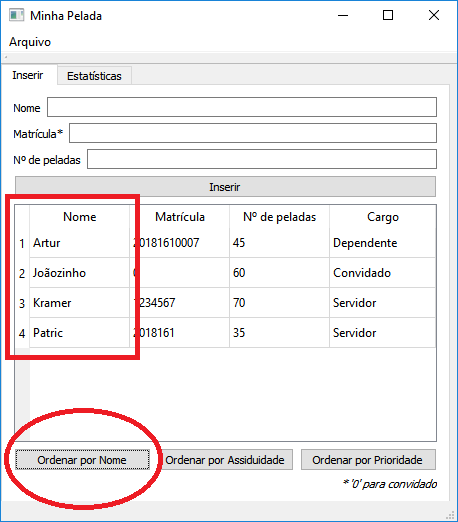 Minha Pelada
Arquivo
Inserir Estatísticas
Nome
Matrícula*
Nº de peladas
Inserir
Nome Matrícula Nº de peladas Cargo
1 Artur 20181610007 45 Dependente
2 Joãozinho 0 60 Convidado
3 Kramer 1234567 70 Servidor
4 Patric 2018161 35 Servidor
Ordenar por Nome Ordenar por Assiduidade Ordenar por Prioridade
* '0' para convidado